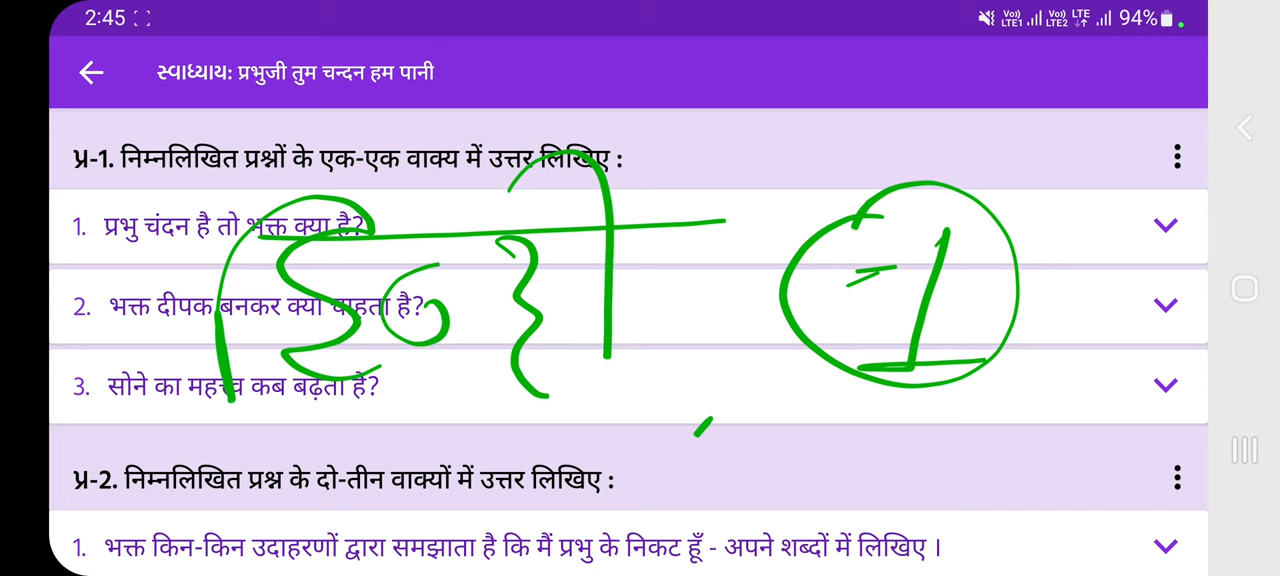 2:45 94%
સ્વાધ્યાય: प्रभुजी तुम चन्दन हम पानी
प्र-1. निम्नलिखित प्रश्नों के एक-एक वाक्य में उत्तर लिखिए :
1. प्रभु चंदन है तो भक्त क्या है?
2. भक्त दीपक बनकर क्या चाहता है?
3. सोने का महत्त्व कब बढ़ता है?
हिन्दी 1
प्र-2. निम्नलिखित प्रश्न के दो-तीन वाक्यों में उत्तर लिखिए :
1. भक्त किन-किन उदाहरणों द्वारा समझाता है कि मैं प्रभु के निकट हूँ - अपने शब्दों में लिखिए ।